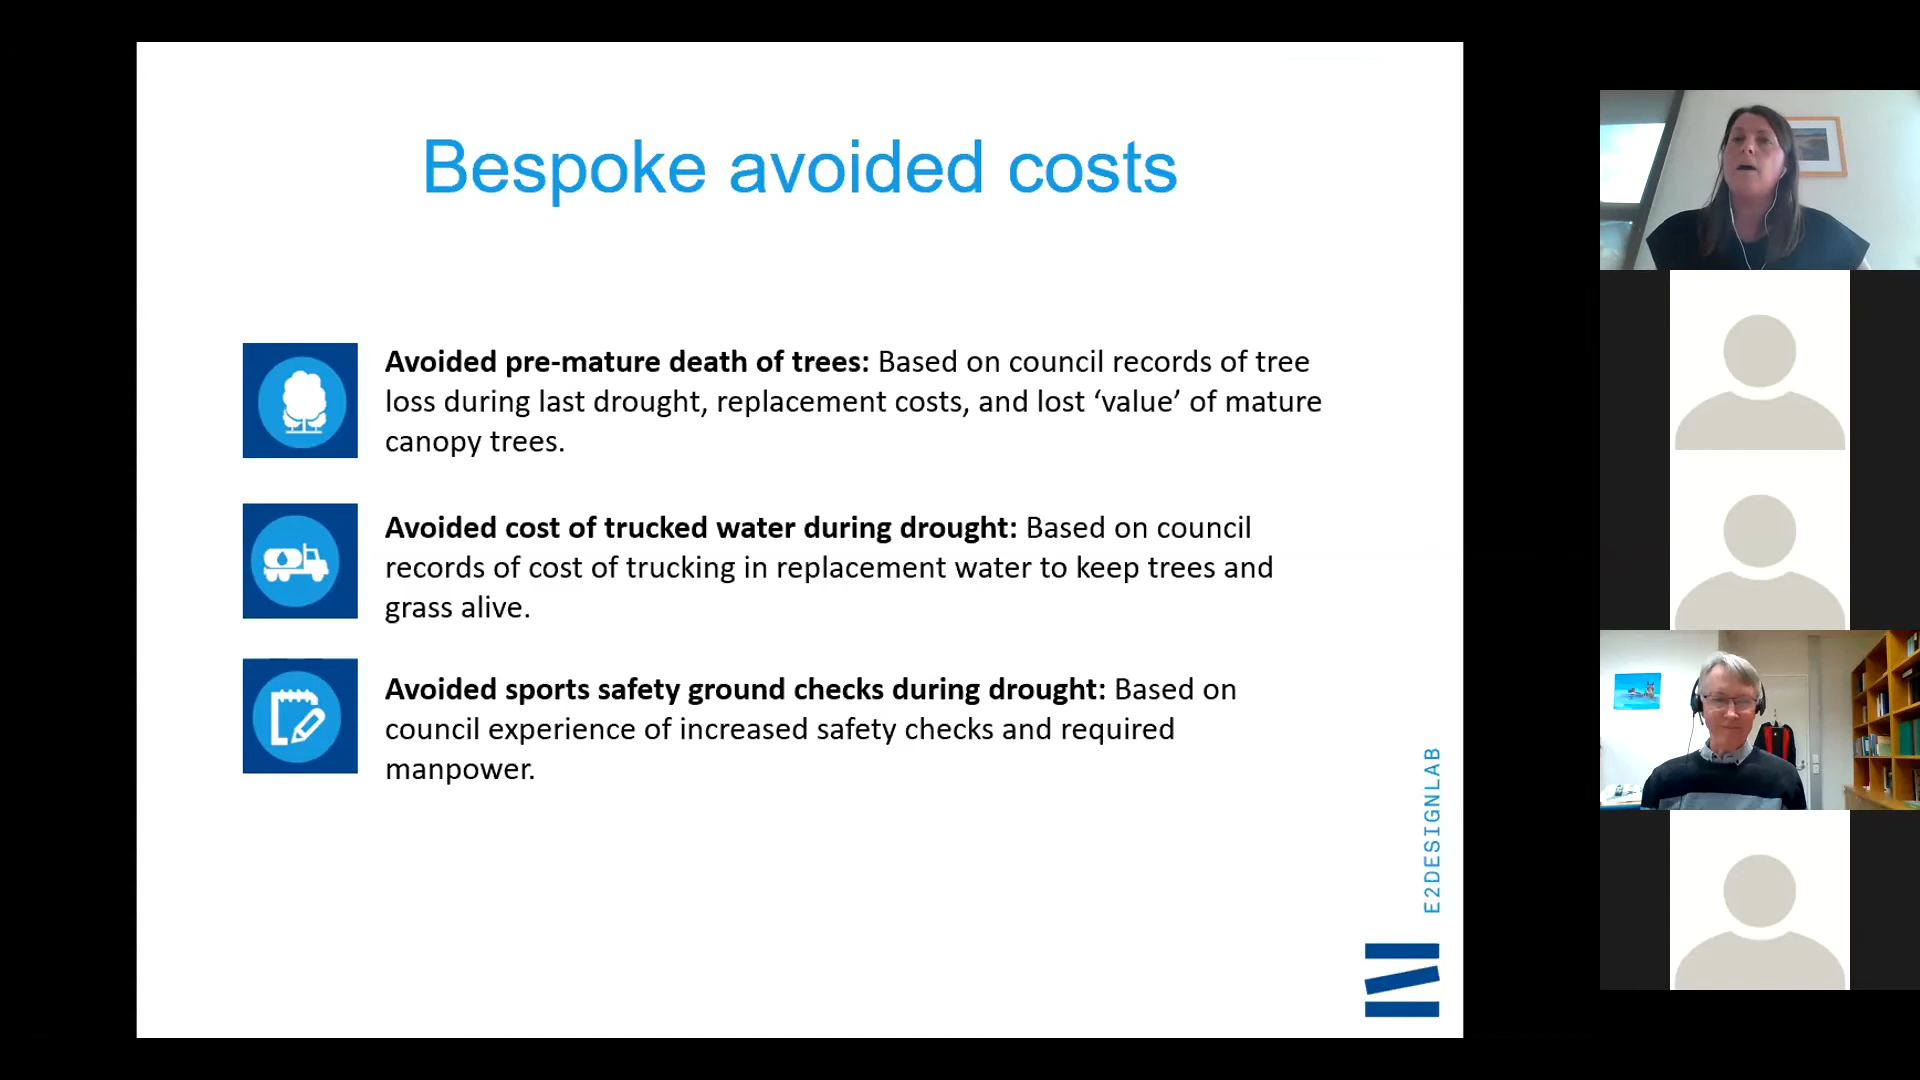 Bespoke avoided costs
Avoided pre-mature death of trees: Based on council records of tree
loss during last drought, replacement costs, and lost ‘value’ of mature
canopy trees.
Avoided cost of trucked water during drought: Based on council
records of cost of trucking in replacement water to keep trees and
grass alive.
Avoided sports safety ground checks during drought: Based on
council experience of increased safety checks and required
manpower.
E2DESIGNLAB